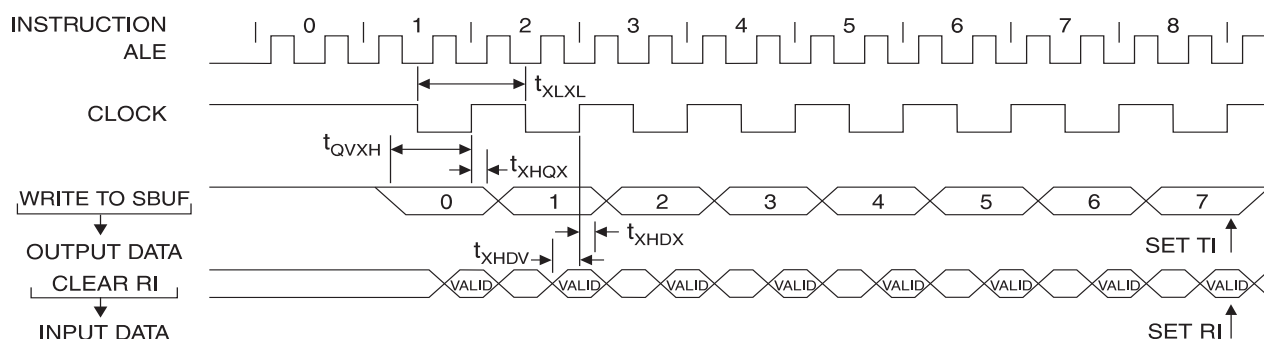 INSTRUCTION 0 1 2 3 4 5 6 7 8
ALE
tXLXL
CLOCK
tQVXH
tXHQX
WRITE TO SBUF 0 1 2 3 4 5 6 7
tXHDX
OUTPUT DATA SET TI
tXHDV
CLEAR RI VALID VALID VALID VALID VALID VALID VALID VALID
INPUT DATA SET RI